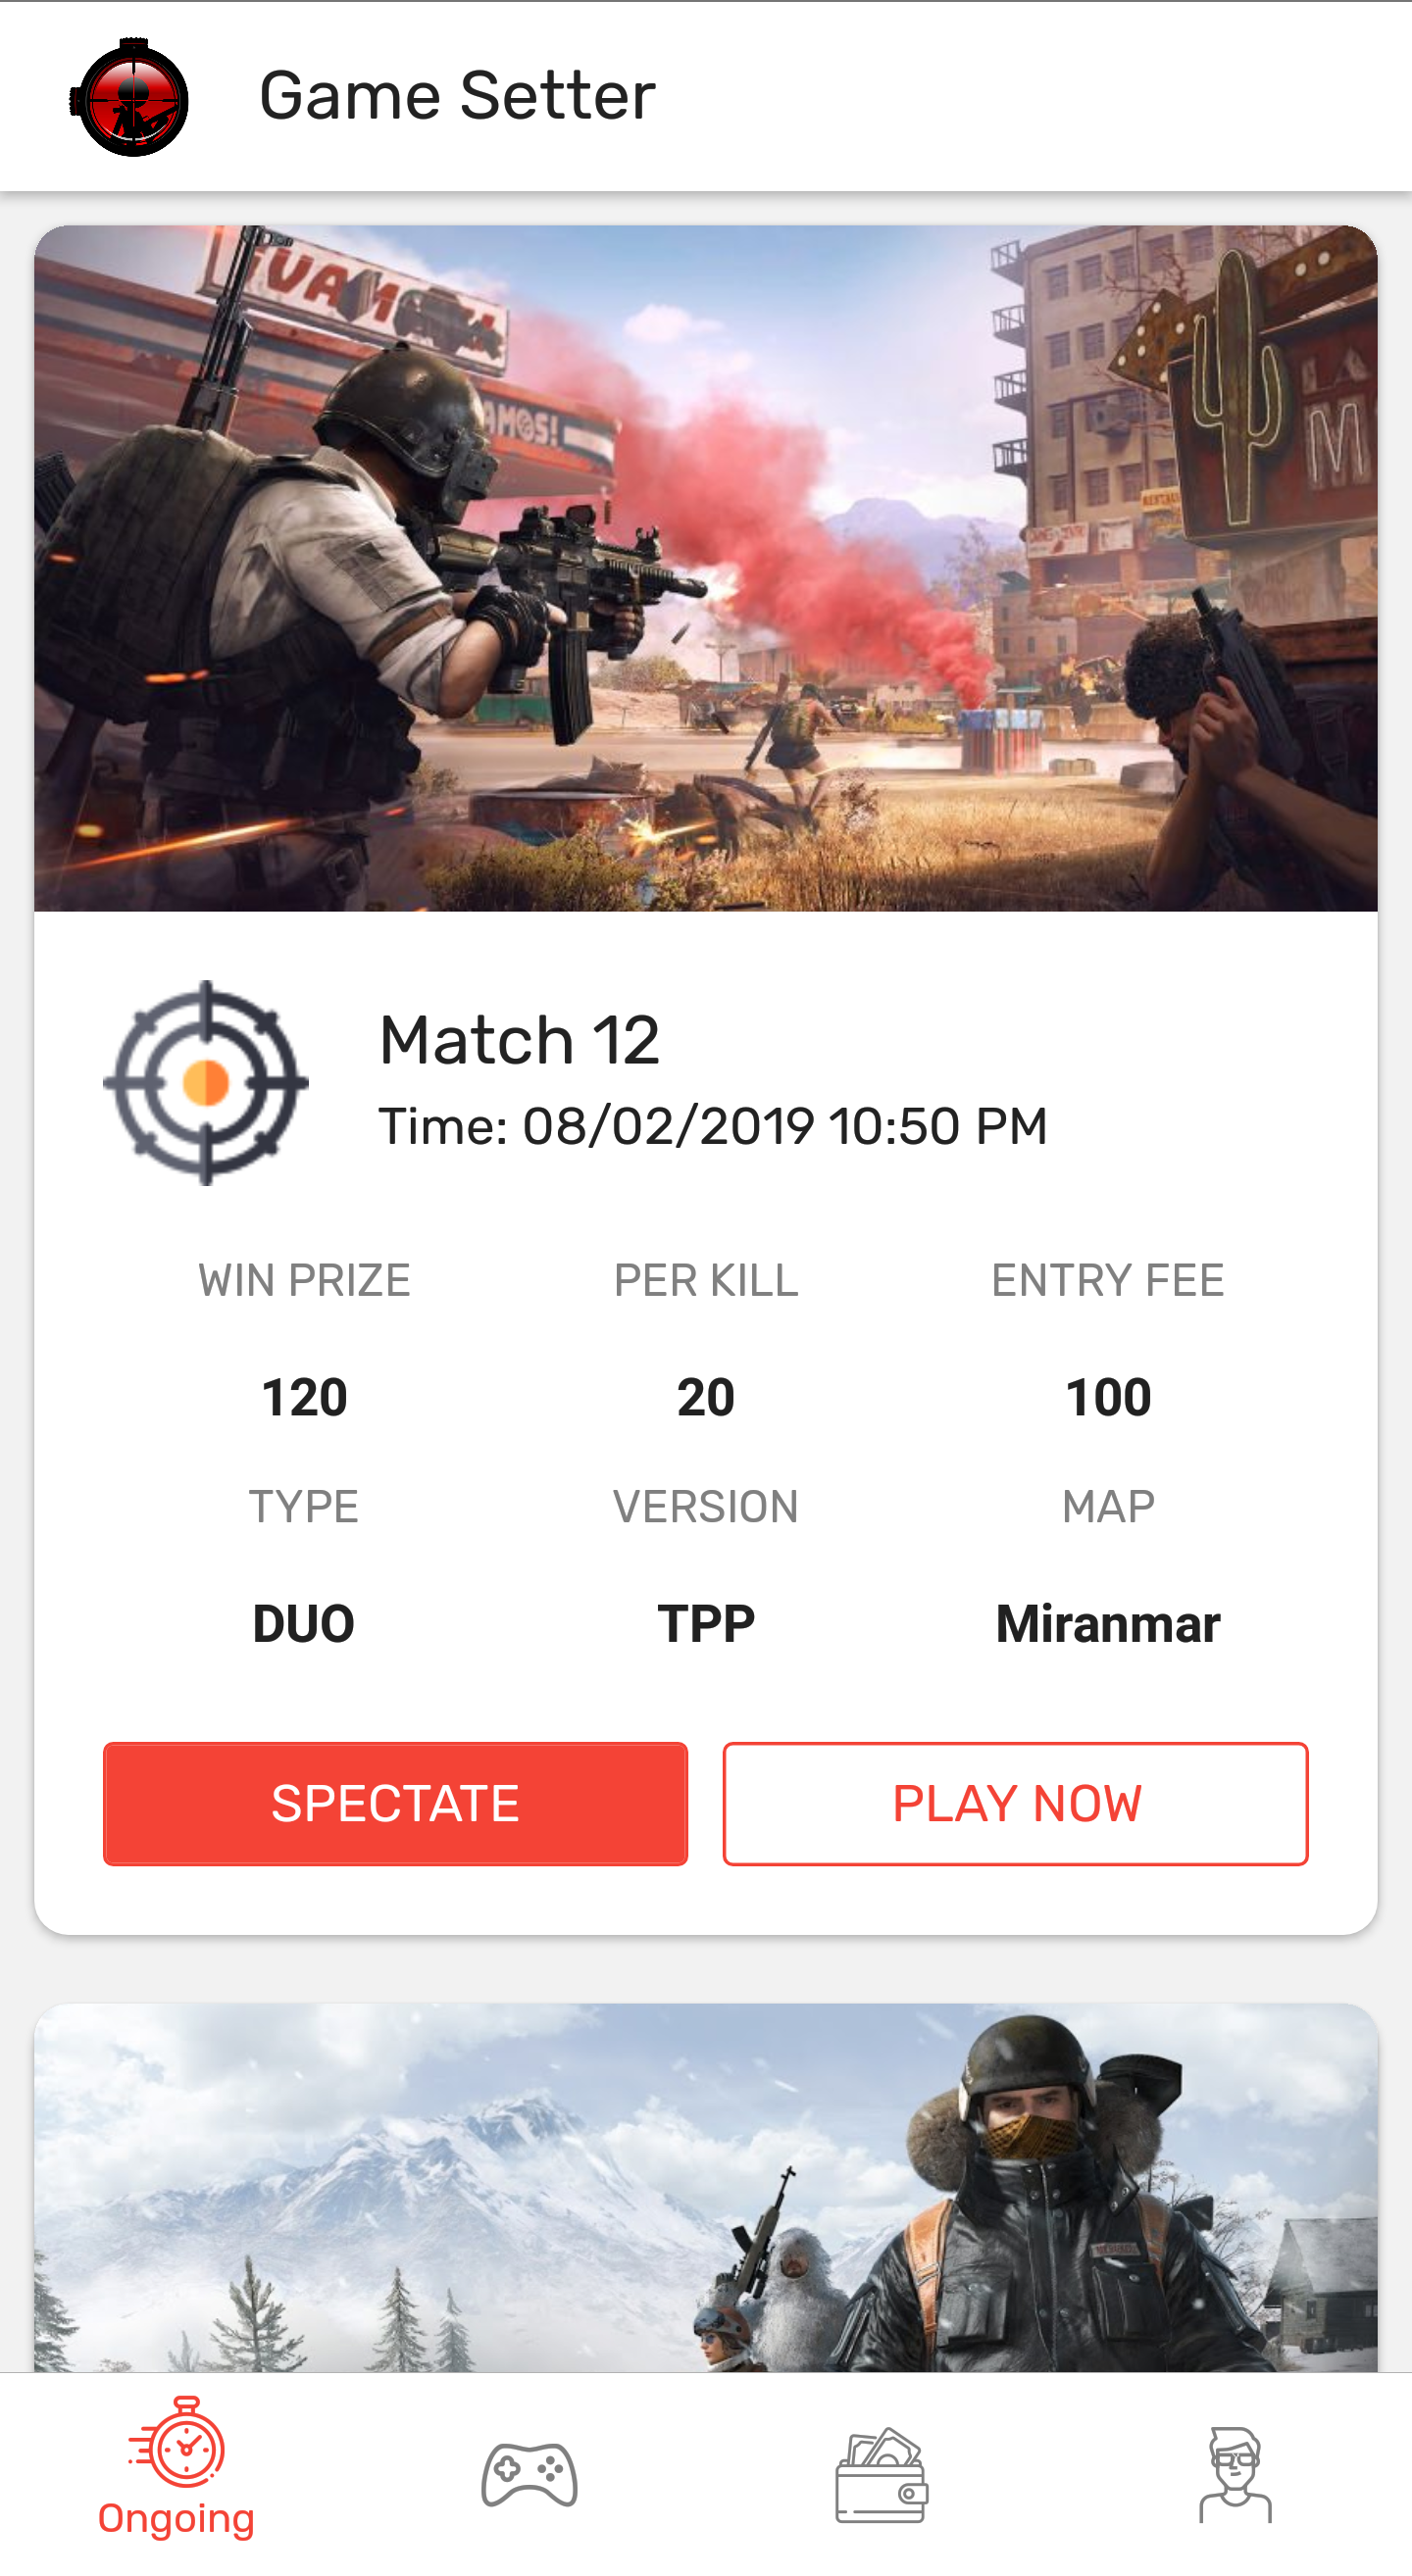 Game Setter
AMOS!
Match 12
Time: 08/02/2019 10:50 PM
WIN PRIZE PER KILL ENTRY FEE
120 20 100
TYPE VERSION MAP
DUO TPP Miranmar
SPECTATE PLAY NOW
Ongoing